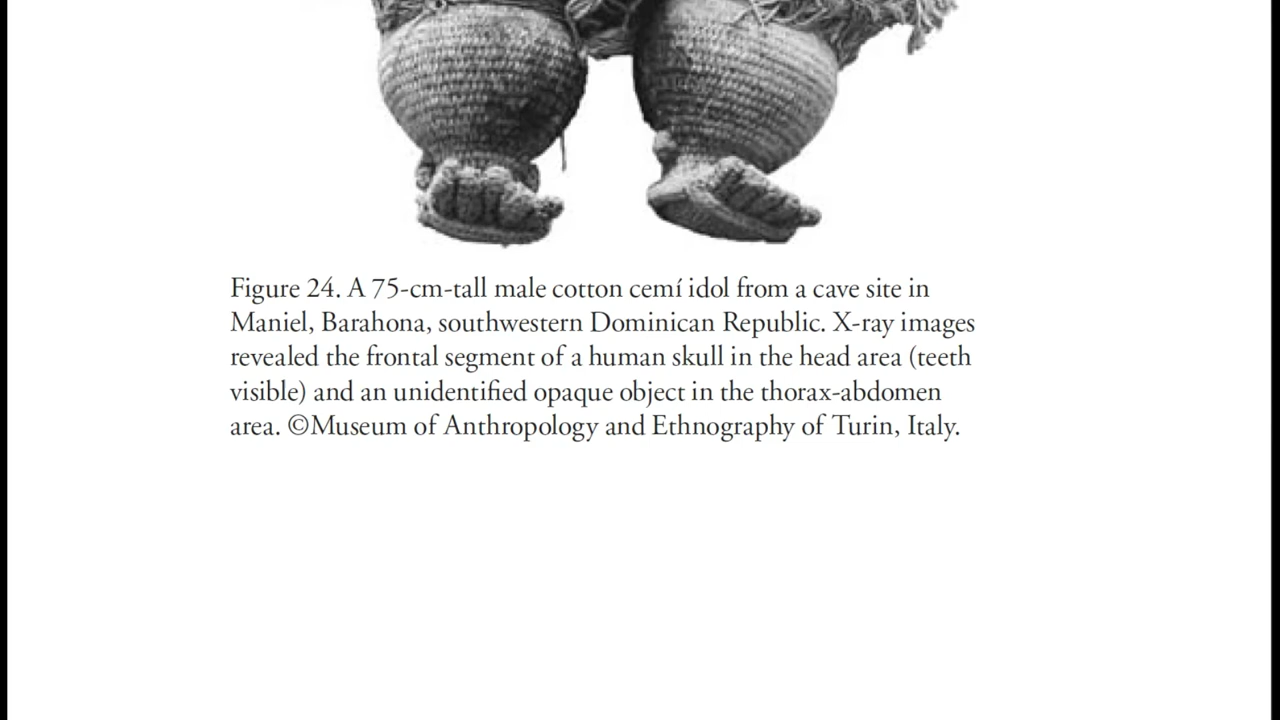 Figure 24. A 75-cm-tall male cotton cemí idol from a cave site in
Maniel, Barahona, southwestern Dominican Republic. X-ray images
revealed the frontal segment of a human skull in the head area (teeth
visible) and an unidentified opaque object in the thorax-abdomen
area. ©Museum of Anthropology and Ethnography of Turin, Italy.